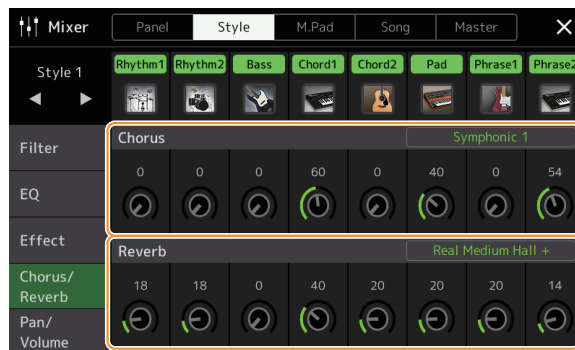 Mixer
Panel Style M.Pad Song Master ×
Style 1
Rhythm1 Rhythm2 Bass Chord1 Chord2 Pad Phrase1 Phrase2
Filter
EQ
Effect
Chorus/
Reverb
Pan/
Volume
Chorus Symphonic 1
0 0 0 60 0 40 0 54
Reverb Real Medium Hall +
18 18 0 40 20 20 20 14